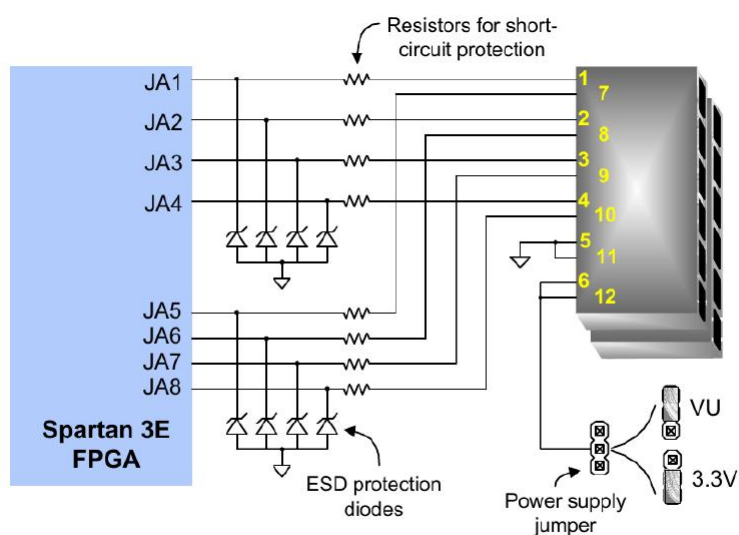 Resistors for short-
circuit protection
JA1
JA2
JA3
JA4
JA5
JA6
JA7
JA8
Spartan 3E
FPGA
1
7
2
8
3
9
4
10
5
11
6
12
ESD protection
diodes
Power supply
jumper
VU
3.3V